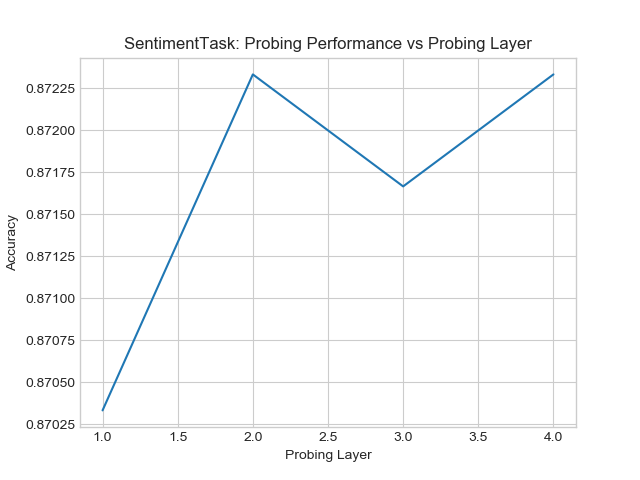 SentimentTask: Probing Performance vs Probing Layer
Accuracy
0.87225
0.87200
0.87175
0.87150
0.87125
0.87100
0.87075
0.87050
0.87025
1.0 1.5 2.0 2.5 3.0 3.5 4.0
Probing Layer